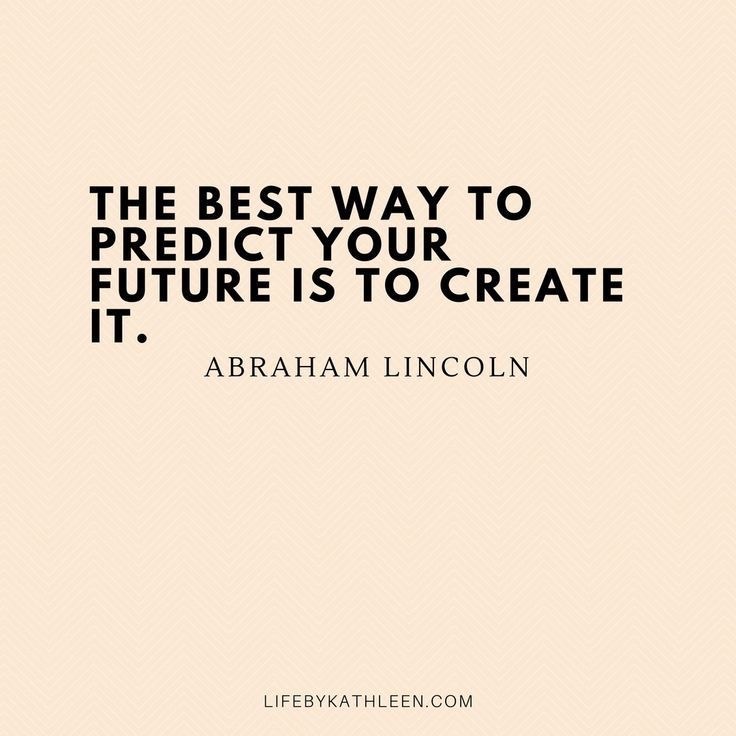 THE BEST WAY TO
PREDICT YOUR
FUTURE IS TO CREATE
IT.
ABRAHAM LINCOLN
LIFEBYKATHLEEN.COM